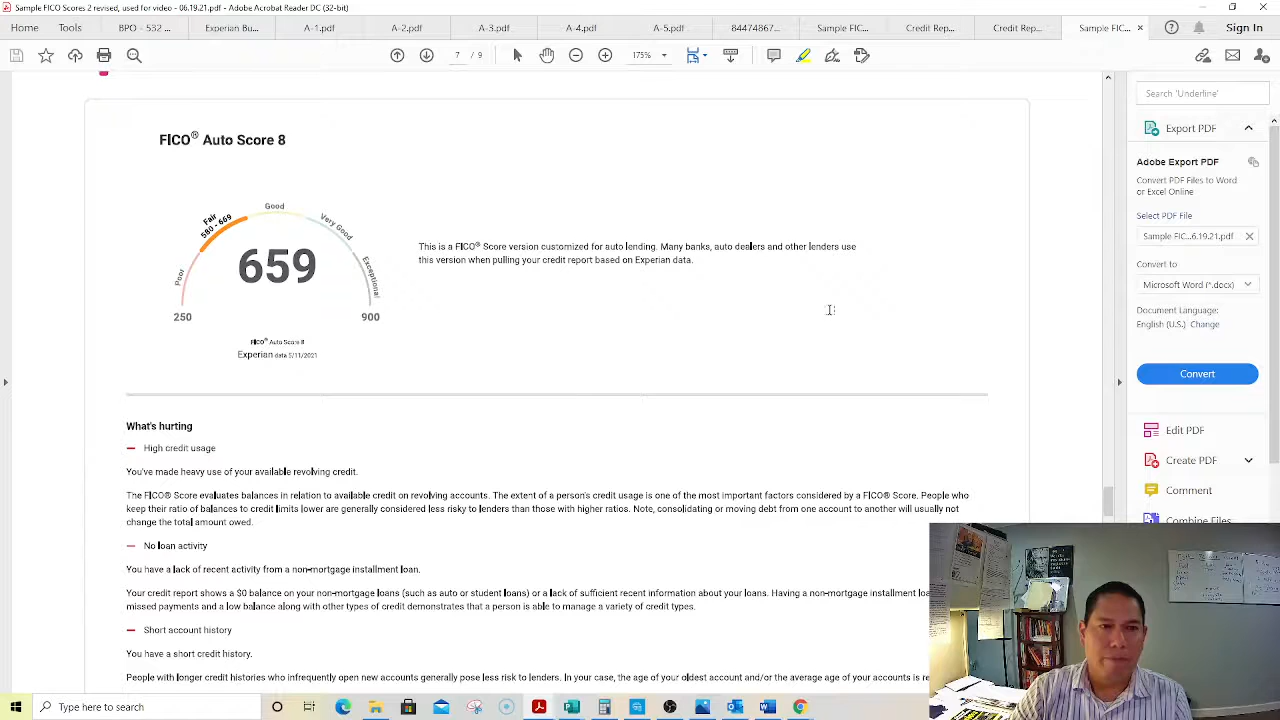 Sample FICO Scores 2 revised, used for video - 06.19.21.pdf - Adobe Acrobat Reader DC (32-bit)
Home Tools BPO - 552 ... Experian Bu... A-1.pdf A-2.pdf A-3.pdf A-4.pdf A-5.pdf 84474867... Sample FIC... Credit Rep... Credit Rep... Sample FIC... × Sign In
7 / 9 175%
FICO® Auto Score 8
Poor
Fair
580 - 669
Good
Very Good
Exceptional
659
250 900
FICO® Auto Score 8
Experian data 5/11/2021
This is a FICO® Score version customized for auto lending. Many banks, auto dealers and other lenders use
this version when pulling your credit report based on Experian data.
What's hurting
High credit usage
You've made heavy use of your available revolving credit.
The FICO® Score evaluates balances in relation to available credit on revolving accounts. The extent of a person's credit usage is one of the most important factors considered by a FICO® Score. People who
keep their ratio of balances to credit limits lower are generally considered less risky to lenders than those with higher ratios. Note, consolidating or moving debt from one account to another will usually not
change the total amount owed.
No loan activity
You have a lack of recent activity from a non-mortgage installment loan.
Your credit report shows a $0 balance on your non-mortgage loans (such as auto or student loans) or a lack of sufficient recent information about your loans. Having a non-mortgage installment loa
missed payments and a low balance along with other types of credit demonstrates that a person is able to manage a variety of credit types.
Short account history
You have a short credit history.
People with longer credit histories who infrequently open new accounts generally pose less risk to lenders. In your case, the age of your oldest account and/or the average age of your accounts is re
Search 'Underline'
Export PDF
Adobe Export PDF
Convert PDF Files to Word
or Excel Online
Select PDF File
Sample FIC...6.19.21.pdf ×
Convert to
Microsoft Word (*.docx)
Document Language:
English (U.S.) Change
Convert
Edit PDF
Create PDF
Comment
Combine Files
Type here to search